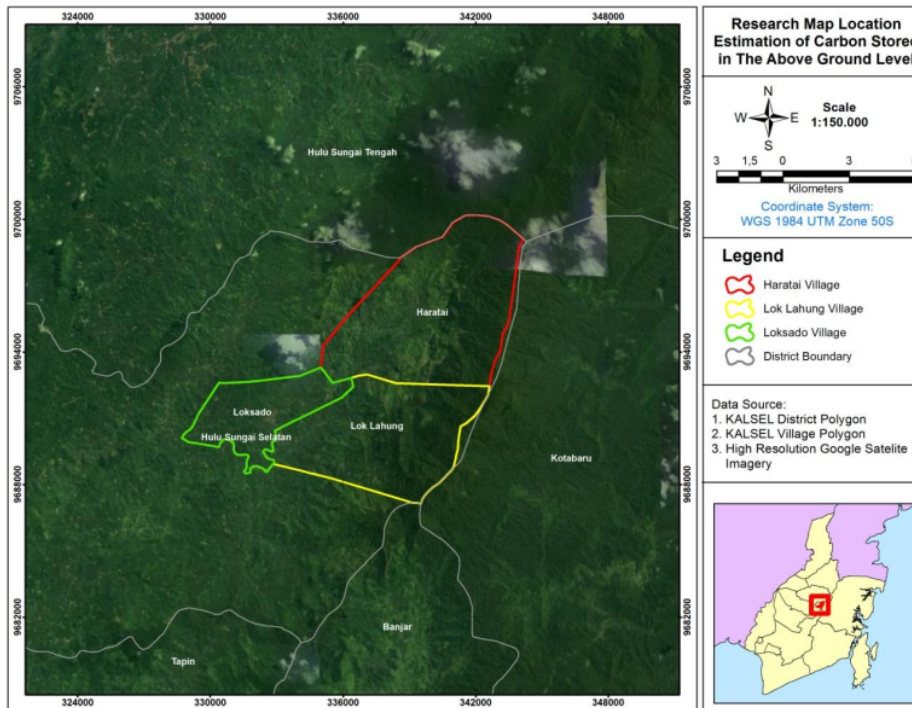 324000 330000 336000 342000 348000
9706000
9700000
9694000
9688000
9682000
Hulu Sungai Tengah
Haratai
Loksado
Hulu Sungai Selatan
Lok Lahung
Kotabaru
Banjar
Tapin
9706000
9700000
9694000
9688000
9682000
324000 330000 336000 342000 348000
Research Map Location
Estimation of Carbon Stored
in The Above Ground Level
N
W E
S
Scale
1:150.000
3 1,5 0 3
Kilometers
Coordinate System:
WGS 1984 UTM Zone 50S
Legend
Haratai Village
Lok Lahung Village
Loksado Village
District Boundary
Data Source:
1. KALSEL District Polygon
2. KALSEL Village Polygon
3. High Resolution Google Satelite
Imagery